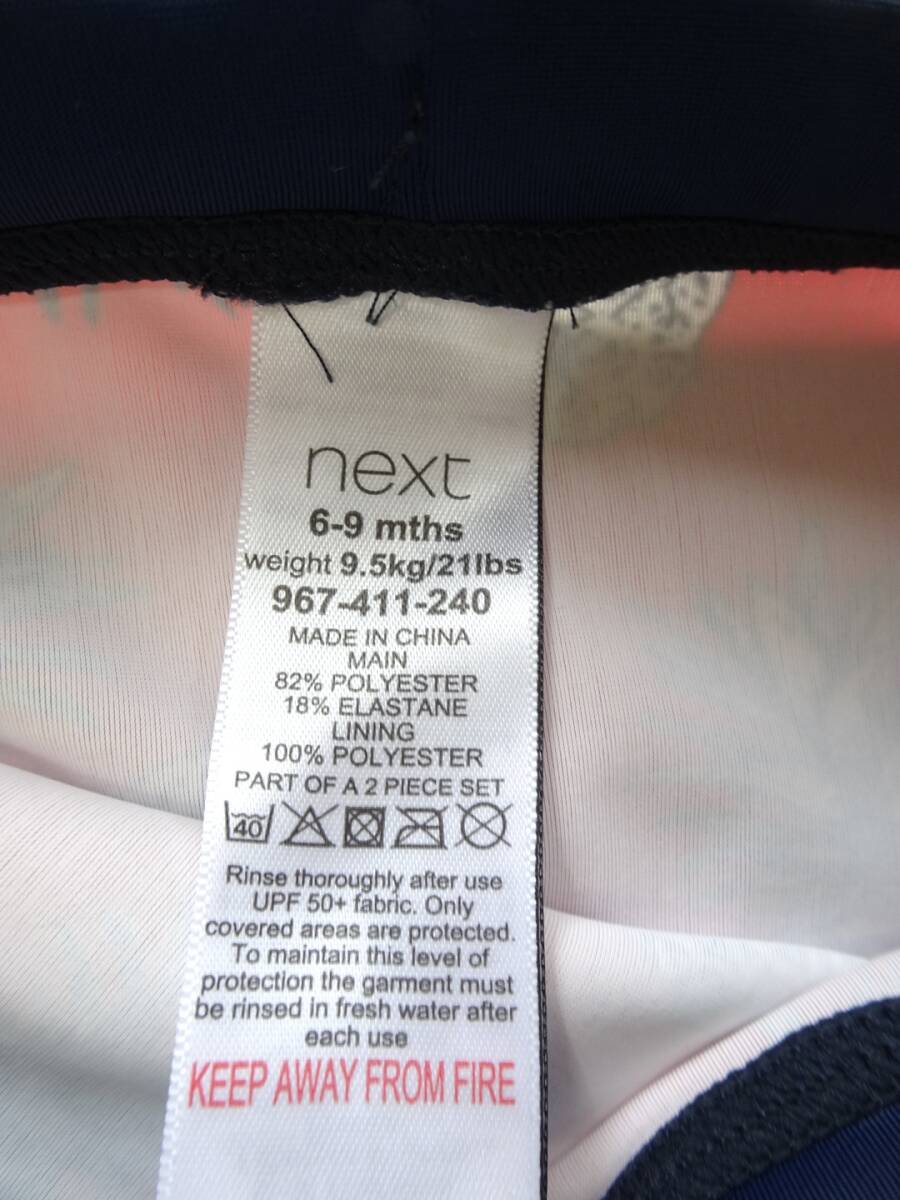 next
6-9 mths
weight 9.5kg/21lbs
967-411-240
MADE IN CHINA
MAIN
82% POLYESTER
18% ELASTANE
LINING
100% POLYESTER
PART OF A 2 PIECE SET
40
Rinse thoroughly after use
UPF 50+ fabric. Only
covered areas are protected.
To maintain this level of
protection the garment must
be rinsed in fresh water after
each use
KEEP AWAY FROM FIRE